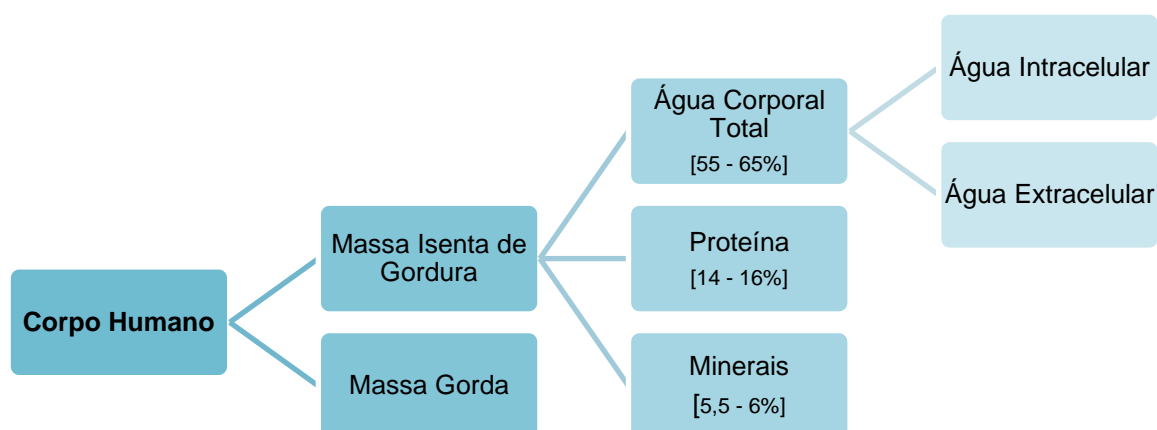 Corpo Humano
Massa Isenta de
Gordura
Massa Gorda
Água Corporal
Total
[55 - 65%]
Proteína
[14 - 16%]
Minerais
[5,5 - 6%]
Água Intracelular
Água Extracelular